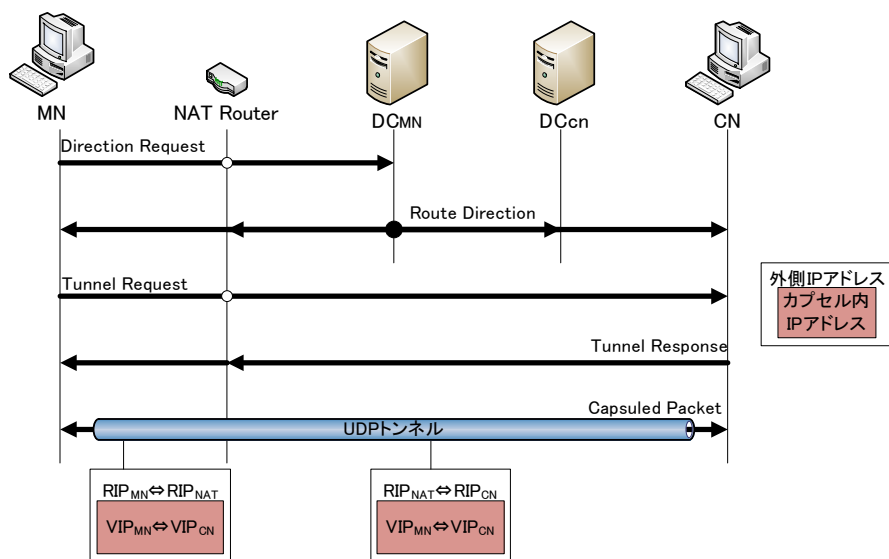 MN
NAT Router
DCMN
DCcn
CN
Direction Request
Route Direction
Tunnel Request
外側IPアドレス
カプセル内
IPアドレス
Tunnel Response
Capsuled Packet
UDPトンネル
RIPMN⇔RIPNAT
VIPMN⇔VIPCN
RIPNAT⇔RIPCN
VIPMN⇔VIPCN